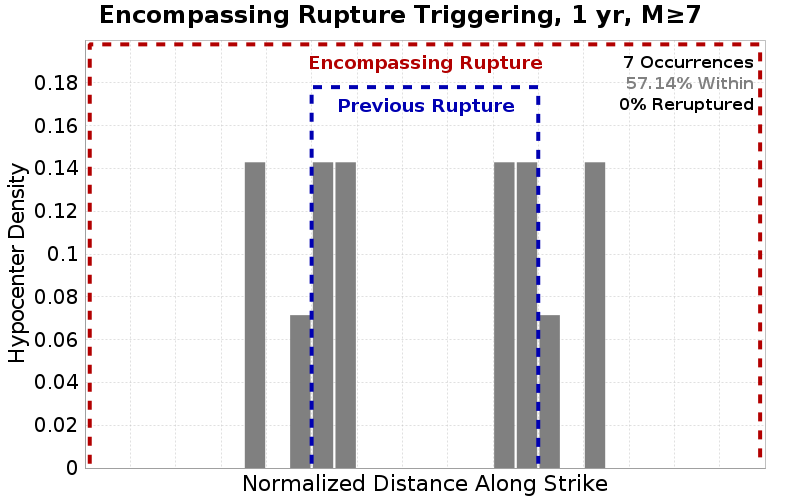 Encompassing Rupture Triggering, 1 yr, M≥7
Encompassing Rupture
7 Occurrences
57.14% Within
0% Reruptured
Previous Rupture
Hypocenter Density
0.18
0.16
0.14
0.12
0.1
0.08
0.06
0.04
0.02
0
Normalized Distance Along Strike